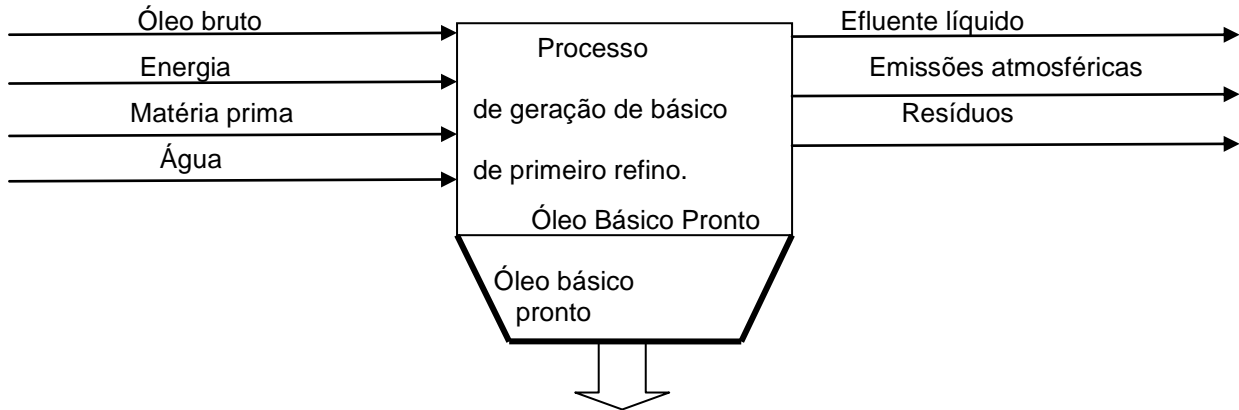 Óleo bruto
Energia
Matéria prima
Água
Processo
de geração de básico
de primeiro refino.
Óleo Básico Pronto
Óleo básico
pronto
Efluente líquido
Emissões atmosféricas
Resíduos